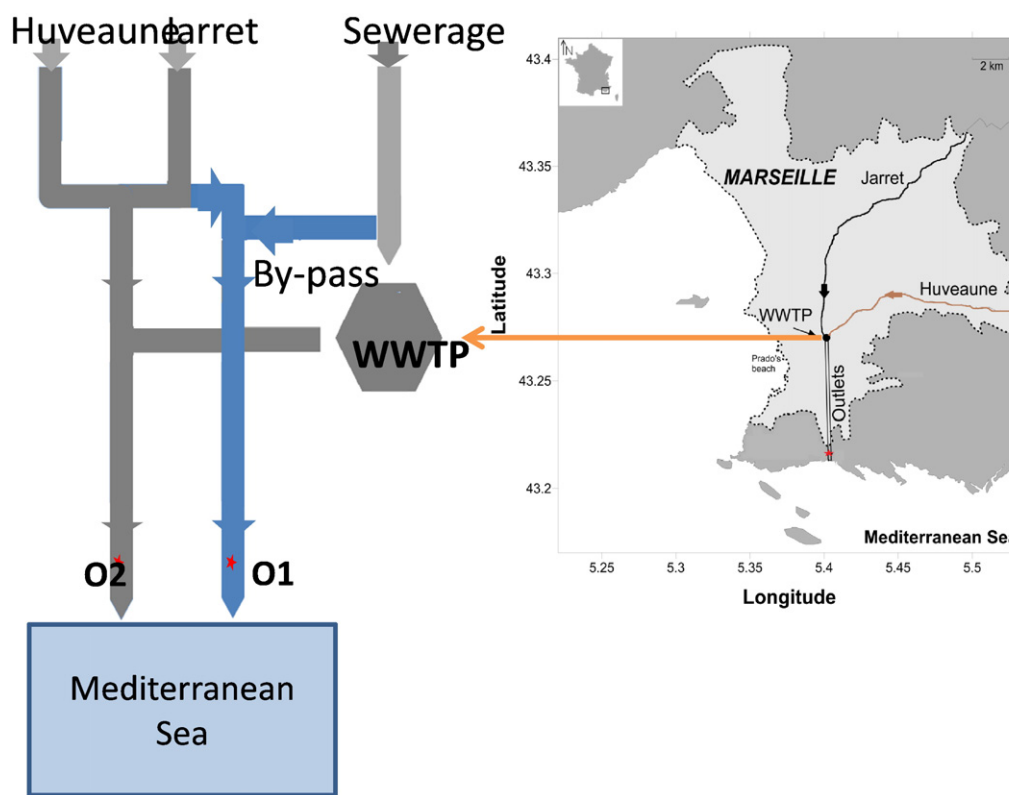 Huveaune
Jarret
Sewerage
By-pass
WWTP
O2
O1
Mediterranean
Sea
N
2 km
43.4
43.35
43.3
43.25
43.2
Latitude
MARSEILLE
Jarret
Huveaune
WWTP
Prado's
beach
Outlets
Mediterranean Sea
5.25
5.3
5.35
5.4
5.45
5.5
Longitude